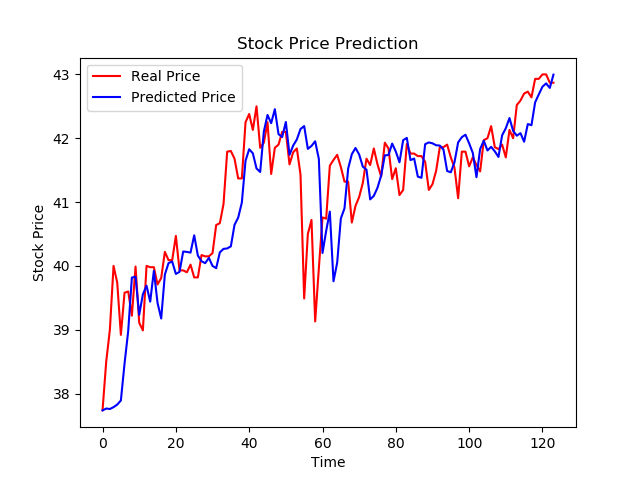 Stock Price Prediction
Real Price
Predicted Price
Stock Price
43
42
41
40
39
38
0 20 40 60 80 100 120
Time